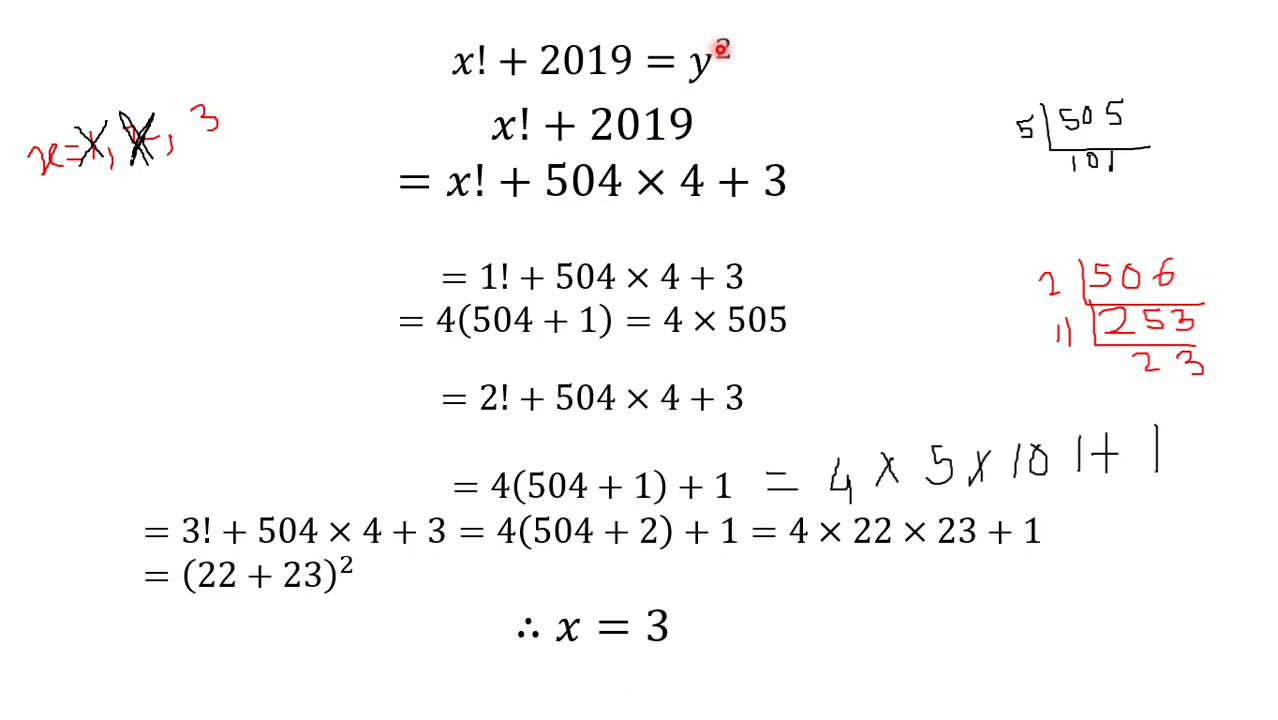 x! + 2019 = y²
x! + 2019
= x! + 504 × 4 + 3
x = 1, 2, 3
5 505
101
= 1! + 504 × 4 + 3
= 4(504 + 1) = 4 × 505
2 506
11 253
23
= 2! + 504 × 4 + 3
= 4(504 + 1) + 1 = 4 × 5 × 101 + 1
= 3! + 504 × 4 + 3 = 4(504 + 2) + 1 = 4 × 22 × 23 + 1
= (22 + 23)²
∴ x = 3